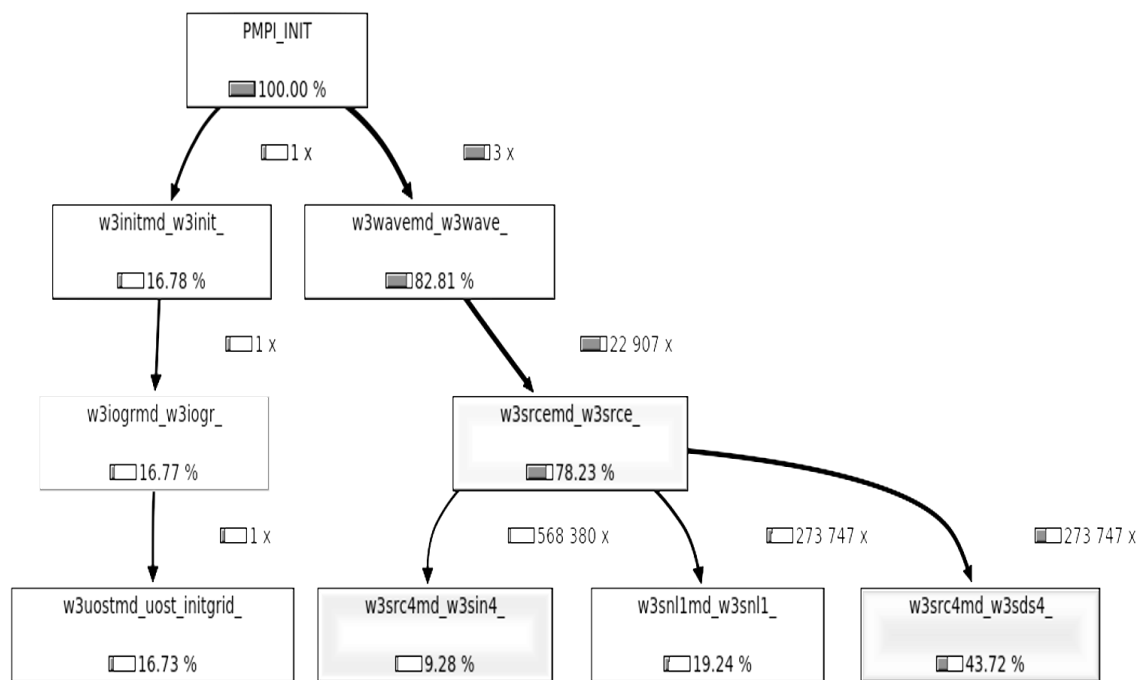 PMPI_INIT
100.00 %
1 x
3 x
w3initmd_w3init_
w3wavemd_w3wave_
16.78 %
82.81 %
1 x
22 907 x
w3iogrmd_w3iogr_
w3srcemd_w3srce_
16.77 %
78.23 %
1 x
568 380 x
273 747 x
273 747 x
w3uostmd_uost_initgrid_
w3src4md_w3sin4_
w3snl1md_w3snl1_
w3src4md_w3sds4_
16.73 %
9.28 %
19.24 %
43.72 %